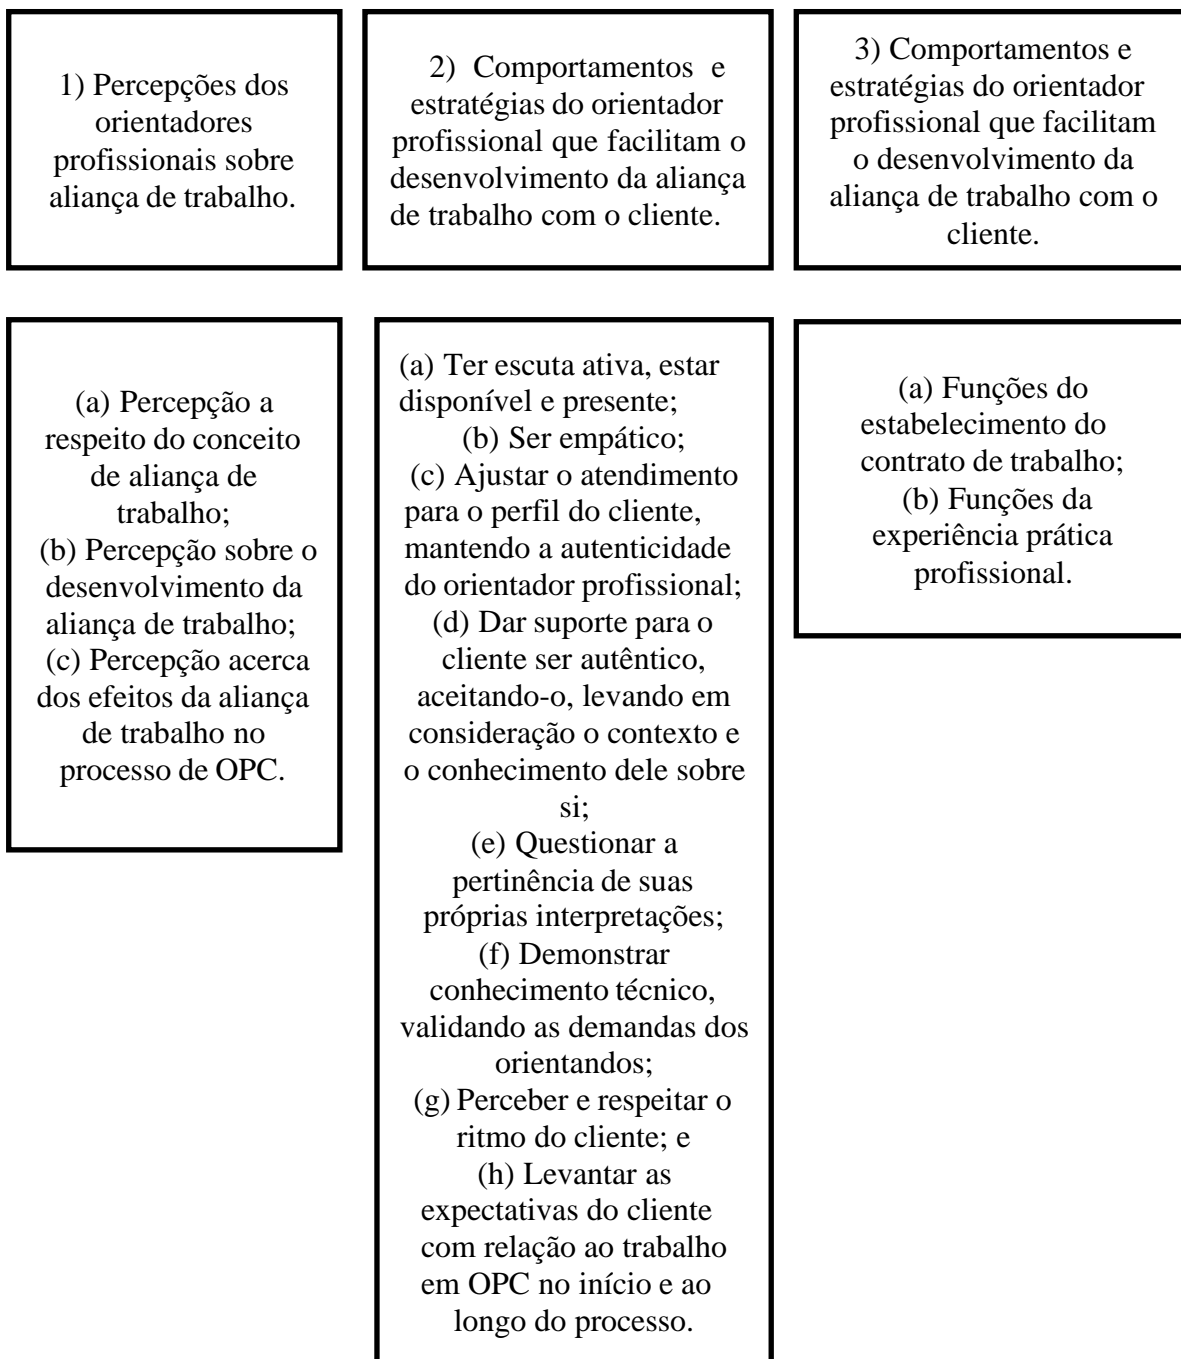 1) Percepções dos
orientadores
profissionais sobre
aliança de trabalho.
2) Comportamentos e
estratégias do orientador
profissional que facilitam o
desenvolvimento da aliança
de trabalho com o cliente.
3) Comportamentos e
estratégias do orientador
profissional que facilitam
o desenvolvimento da
aliança de trabalho com o
cliente.
(a) Percepção a
respeito do conceito
de aliança de
trabalho;
(b) Percepção sobre o
desenvolvimento da
aliança de trabalho;
(c) Percepção acerca
dos efeitos da aliança
de trabalho no
processo de OPC.
(a) Ter escuta ativa, estar
disponível e presente;
(b) Ser empático;
(c) Ajustar o atendimento
para o perfil do cliente,
mantendo a autenticidade
do orientador profissional;
(d) Dar suporte para o
cliente ser autêntico,
aceitando-o, levando em
consideração o contexto e
o conhecimento dele sobre
si;
(e) Questionar a
pertinência de suas
próprias interpretações;
(f) Demonstrar
conhecimento técnico,
validando as demandas dos
orientandos;
(g) Perceber e respeitar o
ritmo do cliente; e
(h) Levantar as
expectativas do cliente
com relação ao trabalho
em OPC no início e ao
longo do processo.
(a) Funções do
estabelecimento do
contrato de trabalho;
(b) Funções da
experiência prática
profissional.